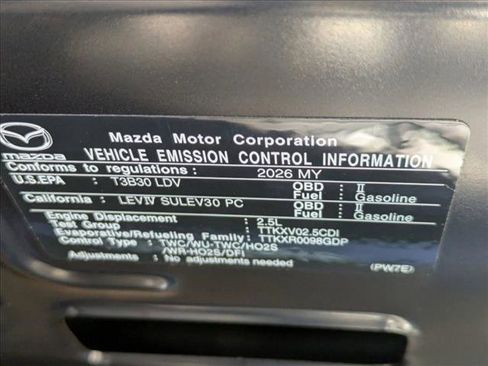 Mazda Motor Corporation
mazda VEHICLE EMISSION CONTROL INFORMATION
Conforms to regulations : 2026 MY
U.S.EPA : T3B30 LDV OBD : II
Fuel : Gasoline
California : LEVIV SULEV30 PC OBD : II
Fuel : Gasoline
Engine Displacement : 2.5L
Test Group : TTKXV02.5CDI
Evaporative/Refueling Family : TTKXR0098GDP
Control Type : TWC/WU-TWC/HO2S
/WR-HO2S/DFI
Adjustments : No adjustments needed
(PW7E)